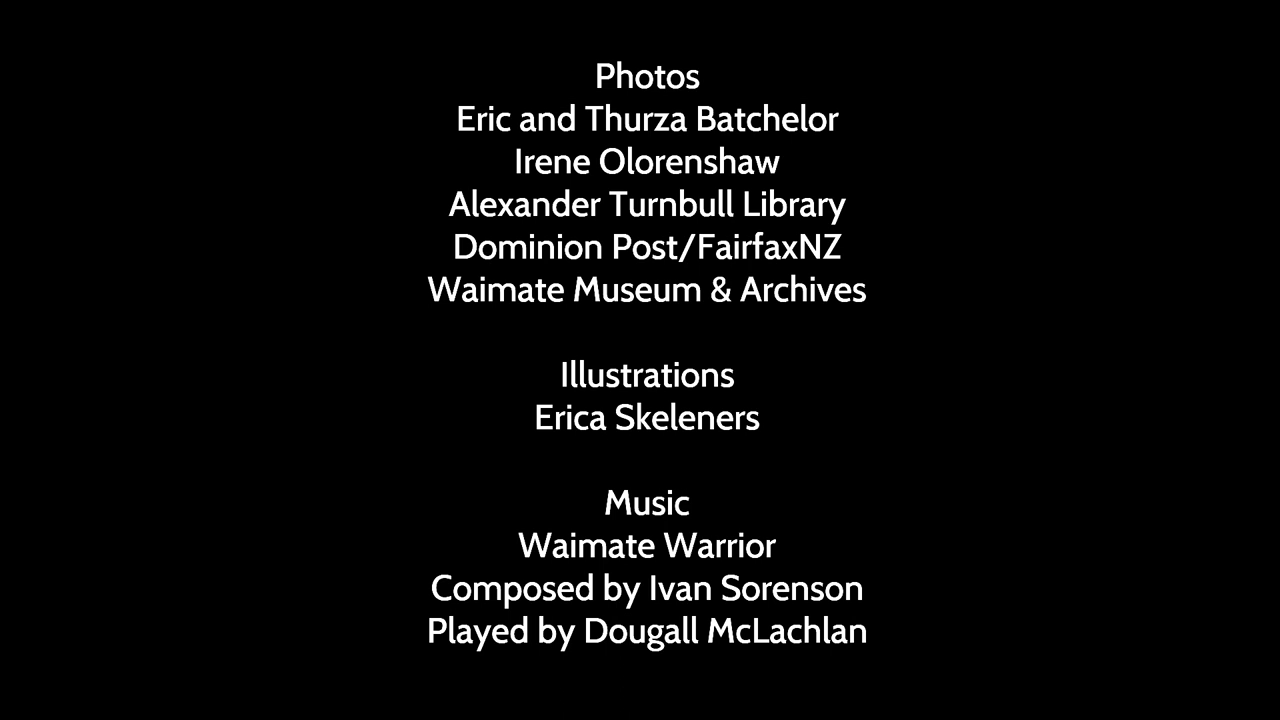 Photos
Eric and Thurza Batchelor
Irene Olorenshaw
Alexander Turnbull Library
Dominion Post/FairfaxNZ
Waimate Museum & Archives
Illustrations
Erica Skeleners
Music
Waimate Warrior
Composed by Ivan Sorenson
Played by Dougall McLachlan